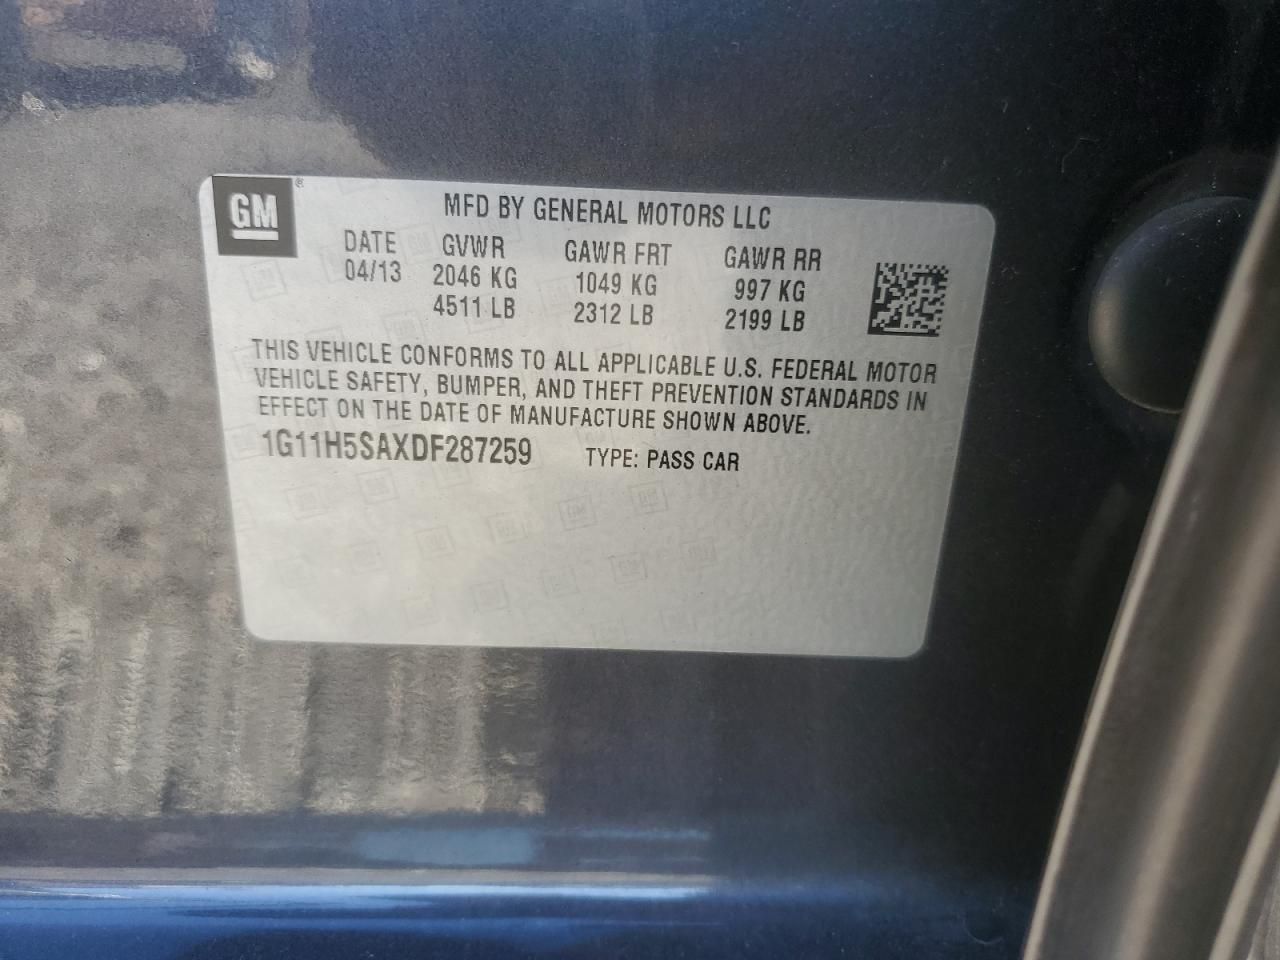 GM ®
MFD BY GENERAL MOTORS LLC
DATE GVWR GAWR FRT GAWR RR
04/13 2046 KG 1049 KG 997 KG
4511 LB 2312 LB 2199 LB
THIS VEHICLE CONFORMS TO ALL APPLICABLE U.S. FEDERAL MOTOR
VEHICLE SAFETY, BUMPER, AND THEFT PREVENTION STANDARDS IN
EFFECT ON THE DATE OF MANUFACTURE SHOWN ABOVE.
1G11H5SAXDF287259 TYPE: PASS CAR